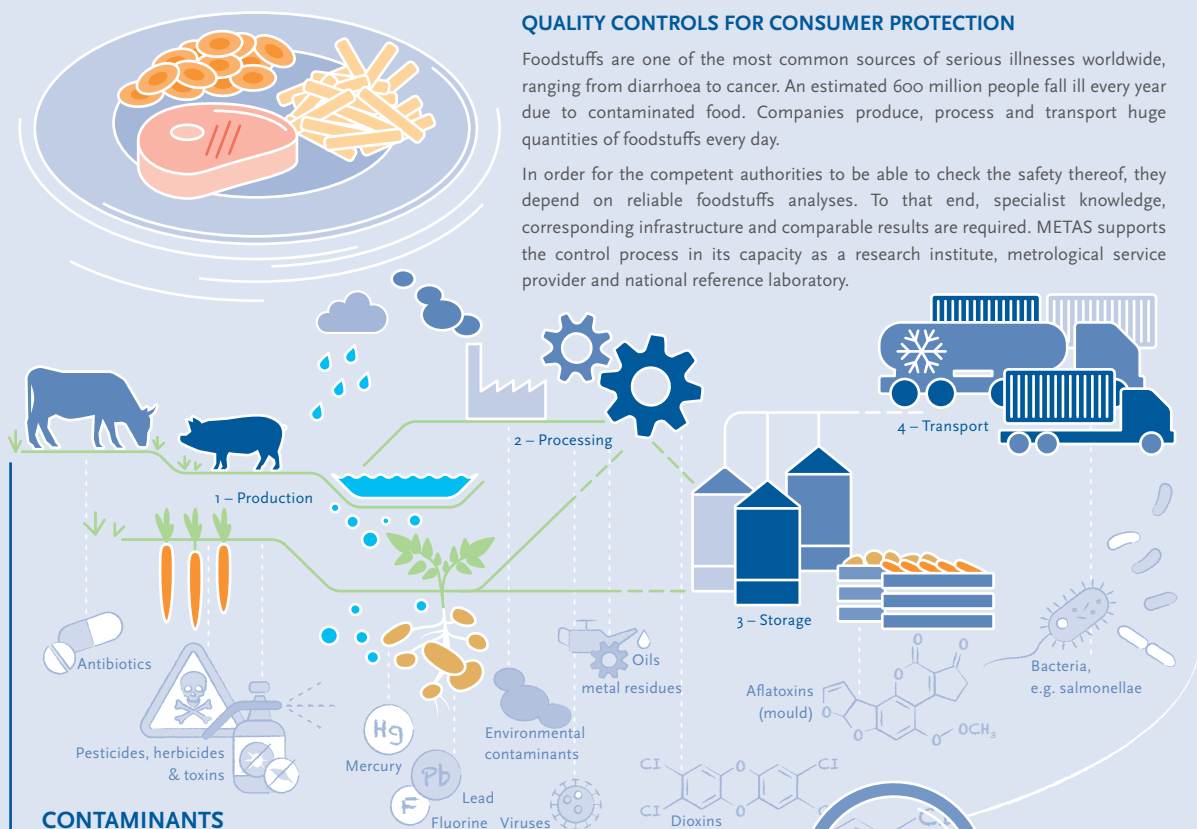 QUALITY CONTROLS FOR CONSUMER PROTECTION
Foodstuffs are one of the most common sources of serious illnesses worldwide,
ranging from diarrhoea to cancer. An estimated 600 million people fall ill every year
due to contaminated food. Companies produce, process and transport huge
quantities of foodstuffs every day.
In order for the competent authorities to be able to check the safety thereof, they
depend on reliable foodstuffs analyses. To that end, specialist knowledge,
corresponding infrastructure and comparable results are required. METAS supports
the control process in its capacity as a research institute, metrological service
provider and national reference laboratory.
1 – Production
2 – Processing
3 – Storage
4 – Transport
Antibiotics
Pesticides, herbicides
& toxins
Hg
Mercury
Pb
Lead
F
Fluorine
Viruses
Environmental
contaminants
Oils
metal residues
CI
O
CI
CI
O
Dioxins
Aflatoxins
(mould)
O
O
O
O
O
OCH₃
Bacteria,
e.g. salmonellae
CONTAMINANTS